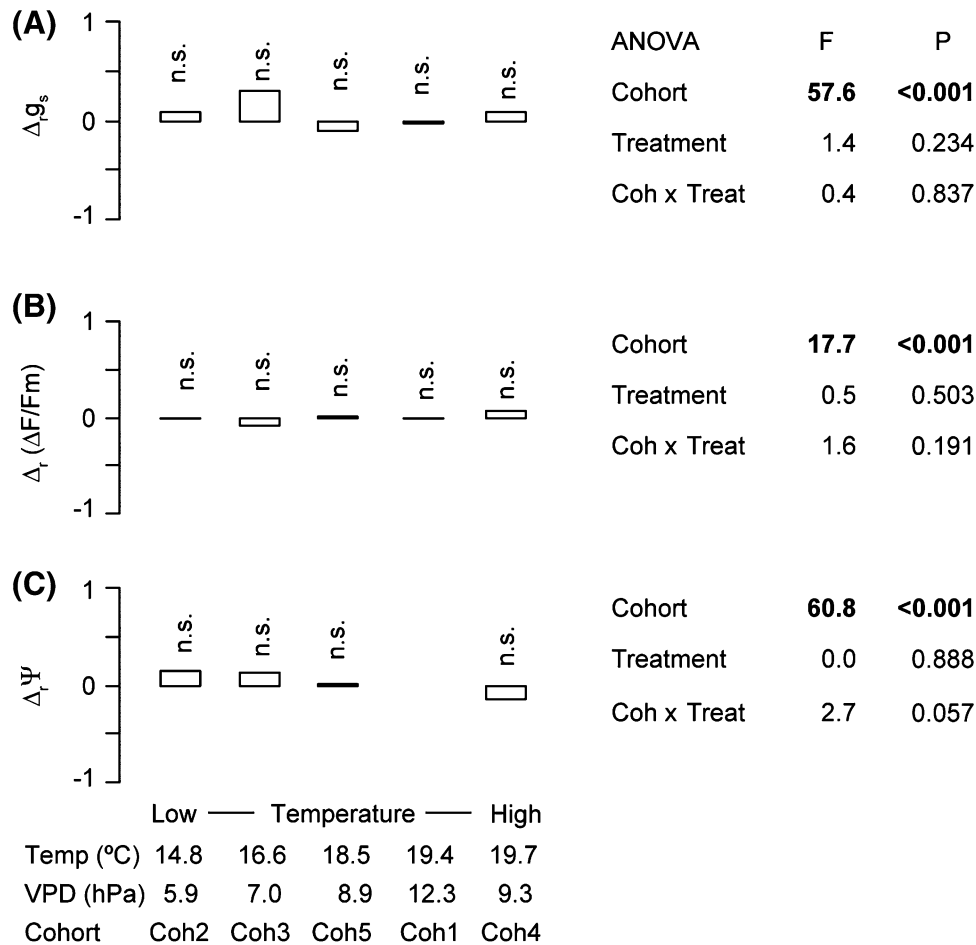 (A)
1
0
-1
Δrgs
n.s. n.s. n.s. n.s. n.s.
ANOVA F P
Cohort 57.6 <0.001
Treatment 1.4 0.234
Coh x Treat 0.4 0.837
(B)
1
0
-1
Δr (ΔF/Fm)
n.s. n.s. n.s. n.s. n.s.
Cohort 17.7 <0.001
Treatment 0.5 0.503
Coh x Treat 1.6 0.191
(C)
1
0
-1
ΔrΨ
n.s. n.s. n.s. n.s.
Cohort 60.8 <0.001
Treatment 0.0 0.888
Coh x Treat 2.7 0.057
Low — Temperature — High
Temp (ºC) 14.8 16.6 18.5 19.4 19.7
VPD (hPa) 5.9 7.0 8.9 12.3 9.3
Cohort Coh2 Coh3 Coh5 Coh1 Coh4